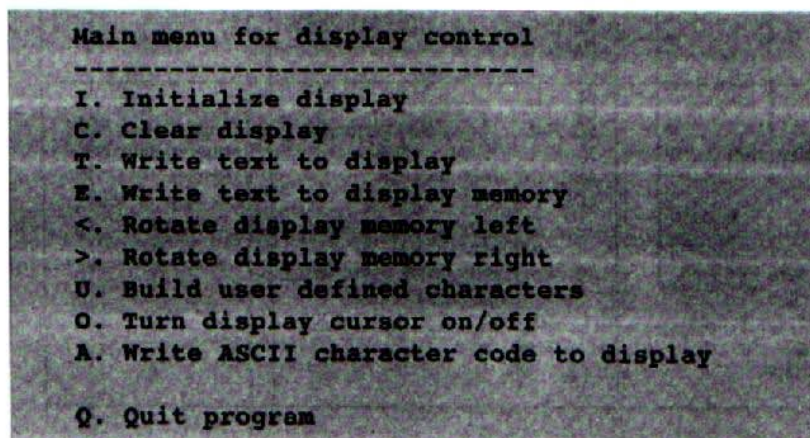 Main menu for display control
------------------------------
I. Initialize display
C. Clear display
T. Write text to display
E. Write text to display memory
<. Rotate display memory left
>. Rotate display memory right
U. Build user defined characters
O. Turn display cursor on/off
A. Write ASCII character code to display
Q. Quit program